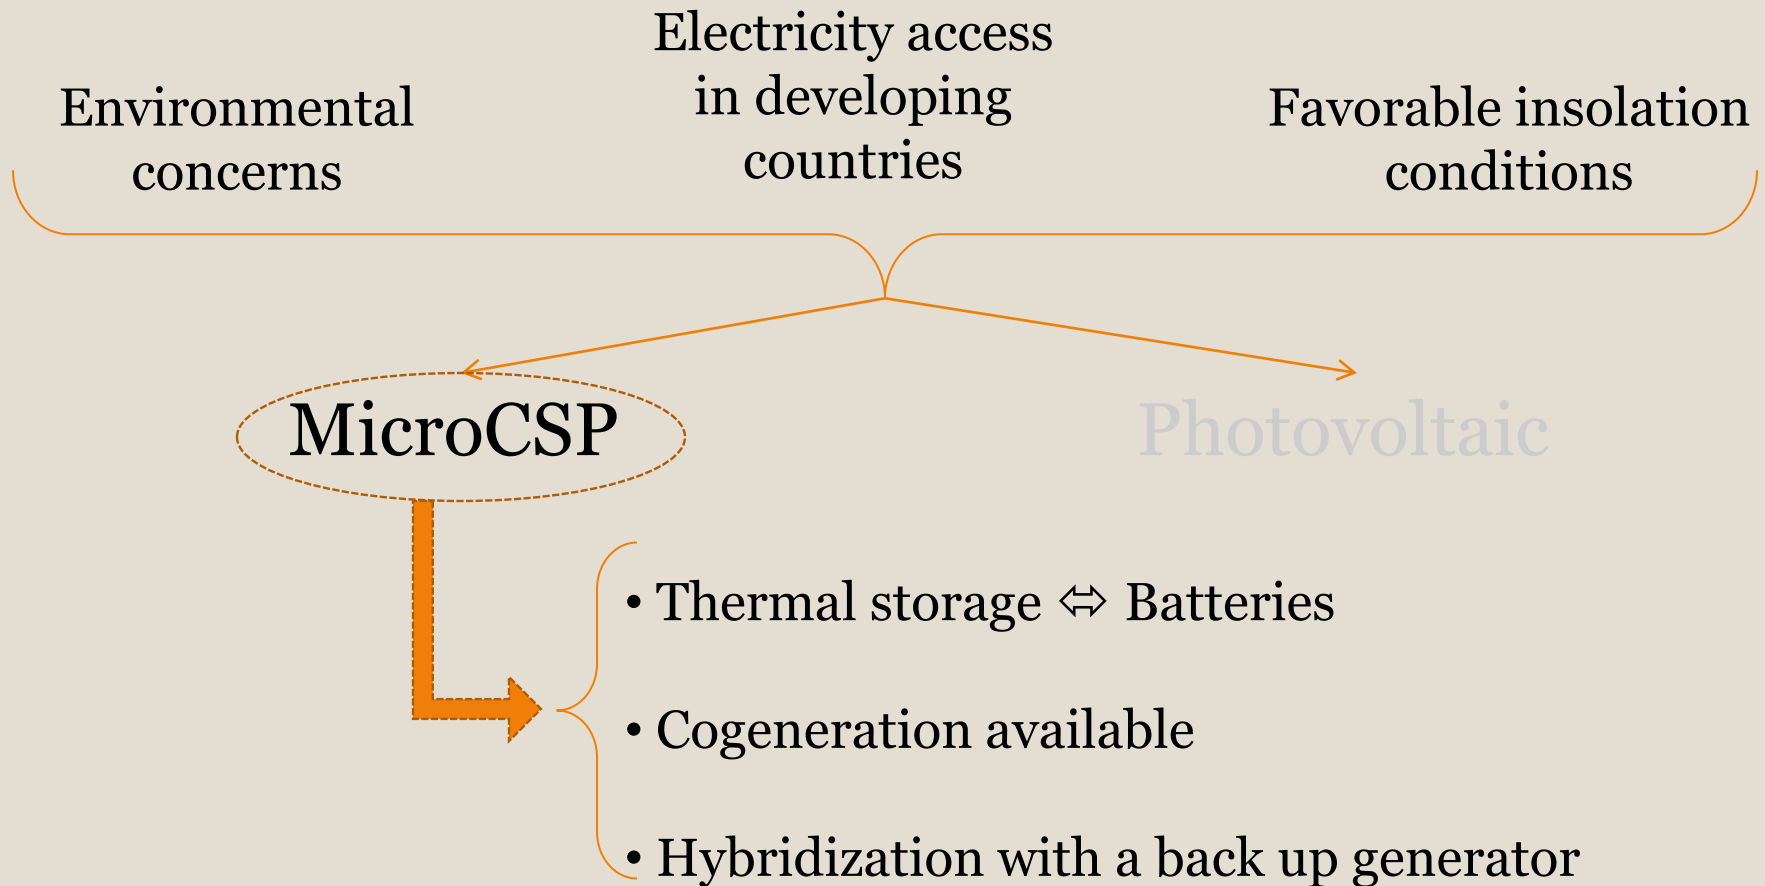 Environmental
concerns
Electricity access
in developing
countries
Favorable insolation
conditions
MicroCSP
Photovoltaic
• Thermal storage ⬄ Batteries
• Cogeneration available
• Hybridization with a back up generator